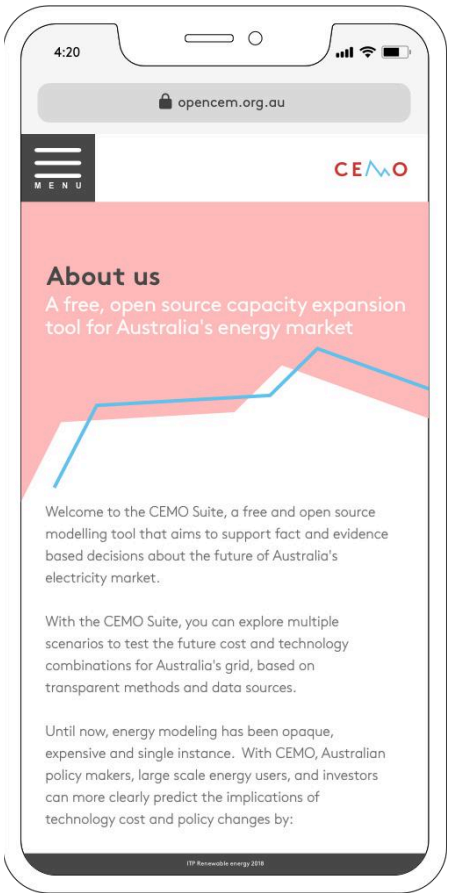 4:20
opencem.org.au
MENU
CEMO
About us
A free, open source capacity expansion
tool for Australia's energy market
Welcome to the CEMO Suite, a free and open source
modelling tool that aims to support fact and evidence
based decisions about the future of Australia's
electricity market.
With the CEMO Suite, you can explore multiple
scenarios to test the future cost and technology
combinations for Australia's grid, based on
transparent methods and data sources.
Until now, energy modeling has been opaque,
expensive and single instance.  With CEMO, Australian
policy makers, large scale energy users, and investors
can more clearly predict the implications of
technology cost and policy changes by:
ITP Renewable energy 2018